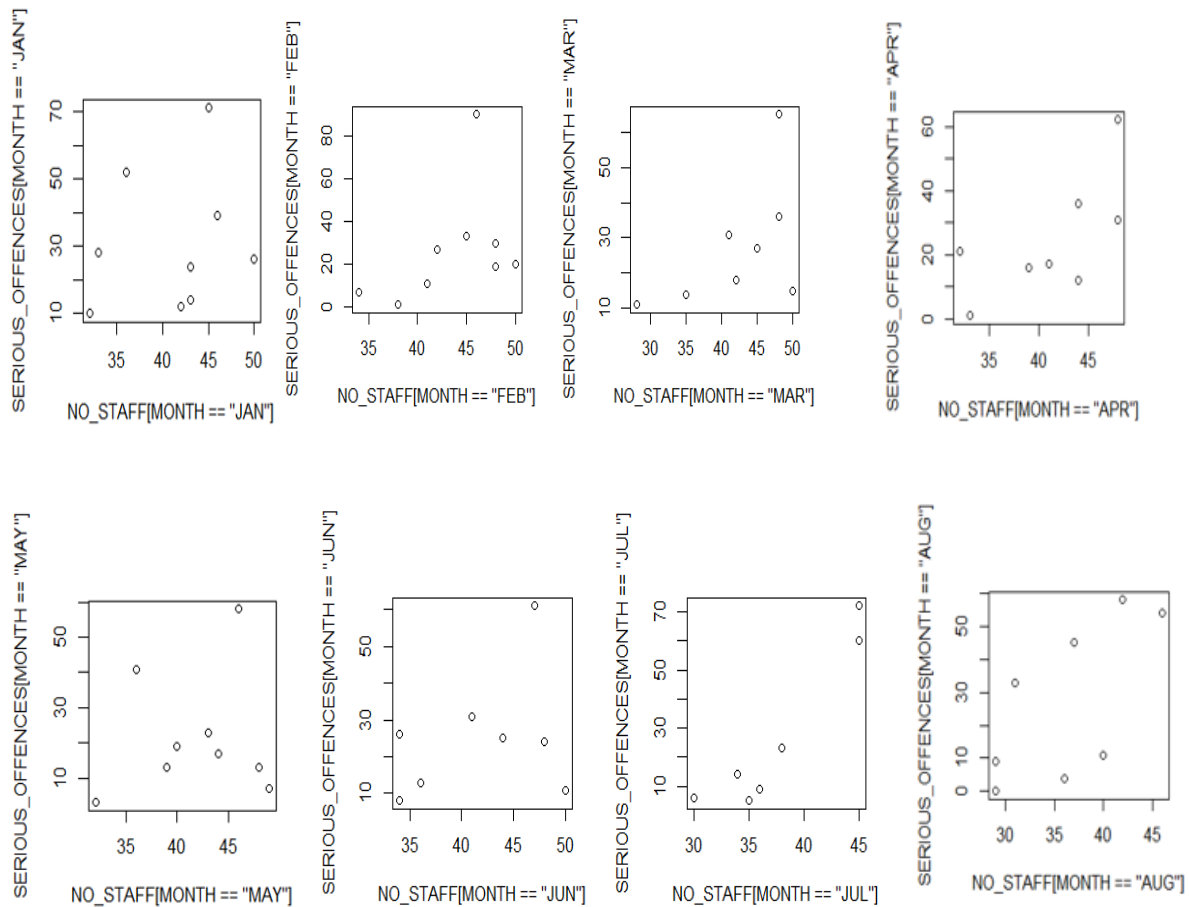 SERIOUS_OFFENCES[MONTH == "JAN"]
10 30 50 70
35 40 45 50
NO_STAFF[MONTH == "JAN"]
SERIOUS_OFFENCES[MONTH == "FEB"]
0 20 40 60 80
35 40 45 50
NO_STAFF[MONTH == "FEB"]
SERIOUS_OFFENCES[MONTH == "MAR"]
10 30 50
30 35 40 45 50
NO_STAFF[MONTH == "MAR"]
SERIOUS_OFFENCES[MONTH == "APR"]
0 20 40 60
35 40 45
NO_STAFF[MONTH == "APR"]
SERIOUS_OFFENCES[MONTH == "MAY"]
10 30 50
35 40 45
NO_STAFF[MONTH == "MAY"]
SERIOUS_OFFENCES[MONTH == "JUN"]
10 30 50
35 40 45 50
NO_STAFF[MONTH == "JUN"]
SERIOUS_OFFENCES[MONTH == "JUL"]
10 30 50 70
30 35 40 45
NO_STAFF[MONTH == "JUL"]
SERIOUS_OFFENCES[MONTH == "AUG"]
0 10 30 50
30 35 40 45
NO_STAFF[MONTH == "AUG"]